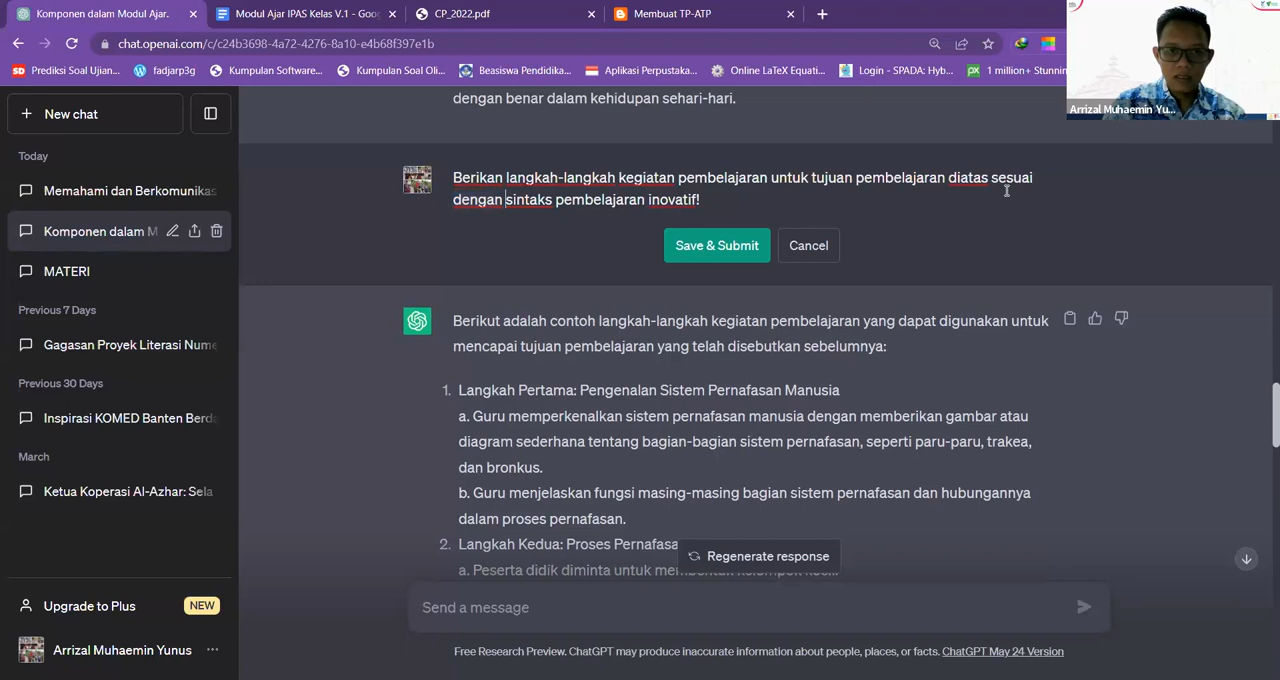 Komponen dalam Modul Ajar.
Modul Ajar IPAS Kelas V.1 - Goo
CP_2022.pdf
Membuat TP-ATP
chat.openai.com/c/c24b3698-4a72-4276-8a10-e4b68f397e1b
Prediksi Soal Ujian...
fadjarp3g
Kumpulan Software...
Kumpulan Soal Oli...
Beasiswa Pendidika...
Aplikasi Perpustaka...
Online LaTeX Equati...
Login - SPADA: Hyb...
1 million+ Stunnin
Arrizal Muhaemin Yu...
New chat
Today
Memahami dan Berkomunikas
Komponen dalam M
MATERI
Previous 7 Days
Gagasan Proyek Literasi Nume
Previous 30 Days
Inspirasi KOMED Banten Berda
March
Ketua Koperasi Al-Azhar: Sela
Upgrade to Plus
NEW
Arrizal Muhaemin Yunus
dengan benar dalam kehidupan sehari-hari.
Berikan langkah-langkah kegiatan pembelajaran untuk tujuan pembelajaran diatas sesuai
dengan sintaks pembelajaran inovatif!
Save & Submit
Cancel
Berikut adalah contoh langkah-langkah kegiatan pembelajaran yang dapat digunakan untuk
mencapai tujuan pembelajaran yang telah disebutkan sebelumnya:
1. Langkah Pertama: Pengenalan Sistem Pernafasan Manusia
a. Guru memperkenalkan sistem pernafasan manusia dengan memberikan gambar atau
diagram sederhana tentang bagian-bagian sistem pernafasan, seperti paru-paru, trakea,
dan bronkus.
b. Guru menjelaskan fungsi masing-masing bagian sistem pernafasan dan hubungannya
dalam proses pernafasan.
2. Langkah Kedua: Proses Pernafasa
a. Peserta didik diminta untuk membentuk kelompok kecil.
Regenerate response
Send a message
Free Research Preview. ChatGPT may produce inaccurate information about people, places, or facts. ChatGPT May 24 Version